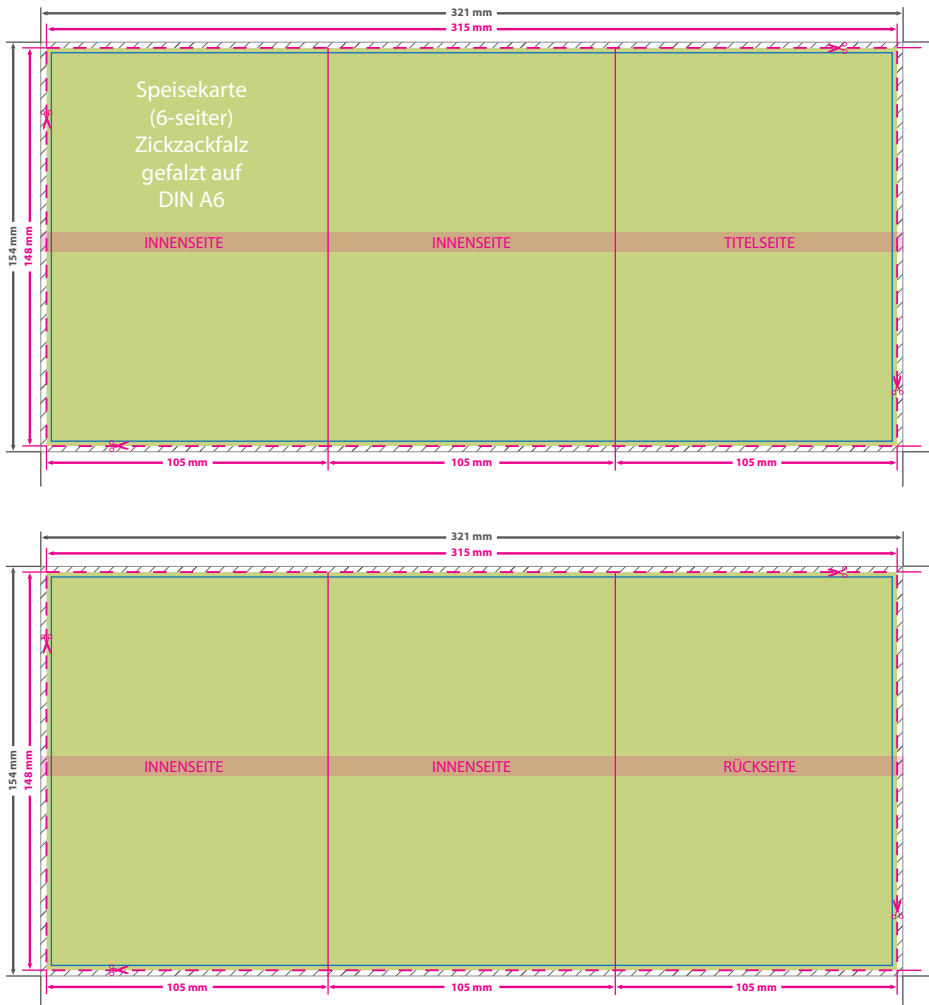 321 mm
315 mm
Speisekarte
(6-seiter)
Zickzackfalz
gefalzt auf
DIN A6
154 mm
148 mm
INNENSEITE
INNENSEITE
TITELSEITE
105 mm
105 mm
105 mm
321 mm
315 mm
154 mm
148 mm
INNENSEITE
INNENSEITE
RÜCKSEITE
105 mm
105 mm
105 mm